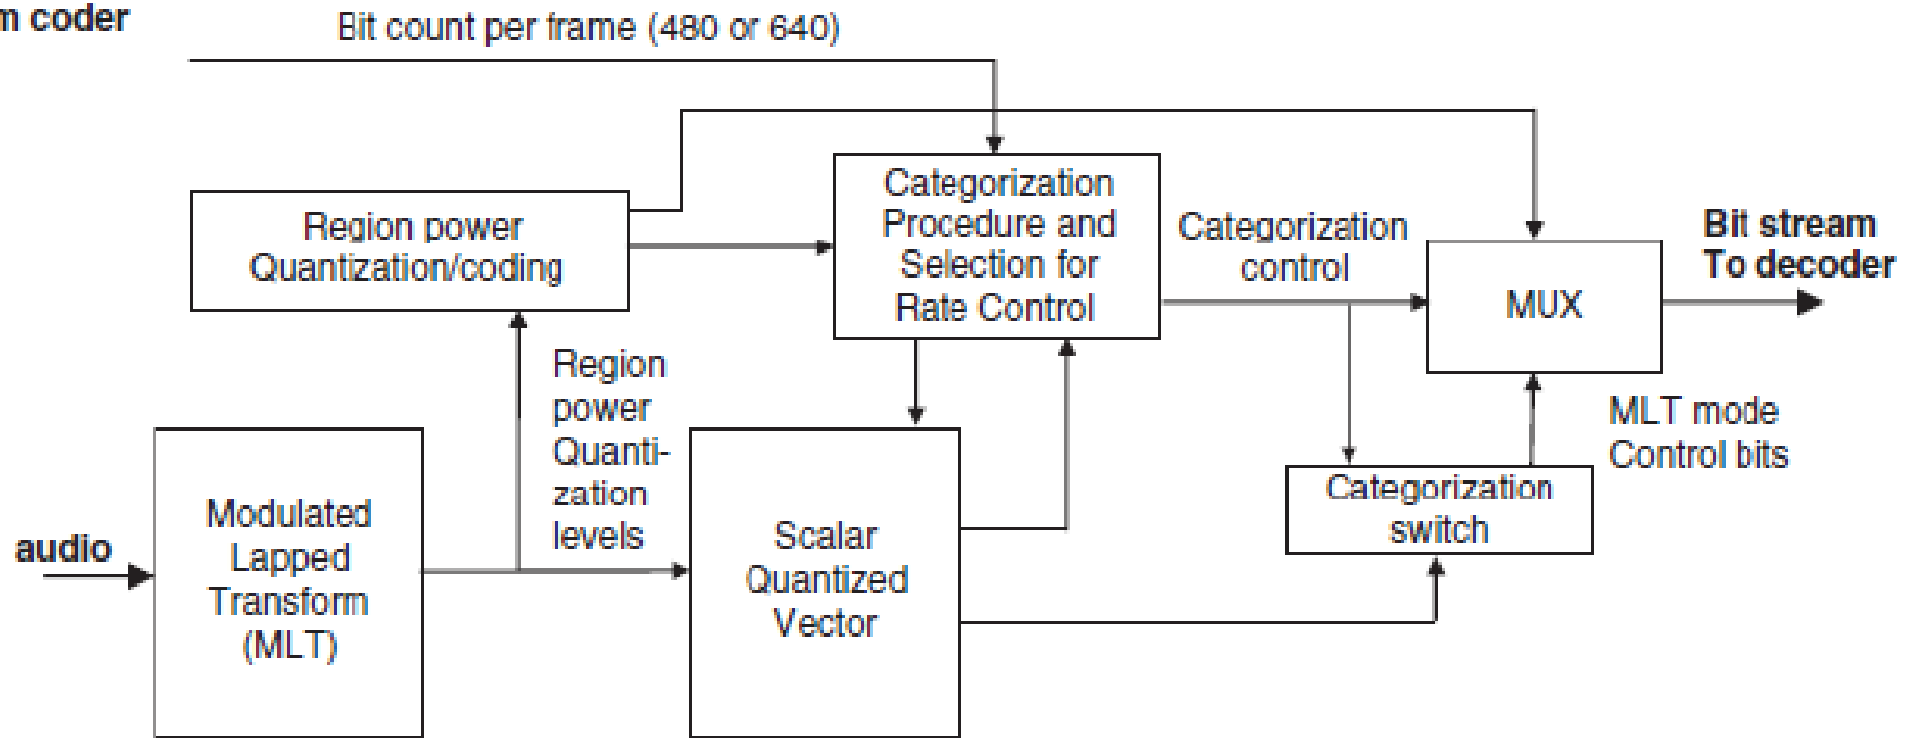 m coder
Bit count per frame (480 or 640)
Region power
Quantization/coding
Categorization
Procedure and
Selection for
Rate Control
Categorization
control
MUX
Bit stream
To decoder
Region
power
Quanti-
zation
levels
MLT mode
Control bits
Categorization
switch
audio
Modulated
Lapped
Transform
(MLT)
Scalar
Quantized
Vector